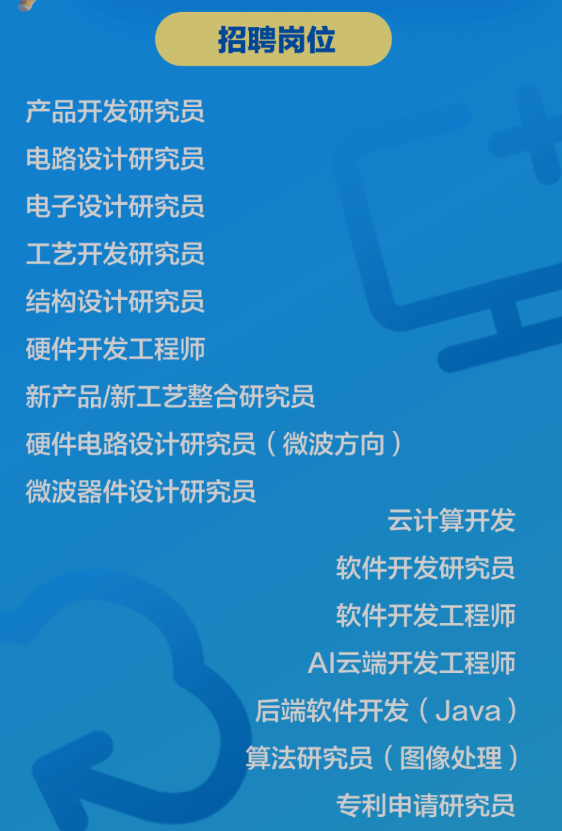 招聘岗位
产品开发研究员
电路设计研究员
电子设计研究员
工艺开发研究员
结构设计研究员
硬件开发工程师
新产品/新工艺整合研究员
硬件电路设计研究员（微波方向）
微波器件设计研究员
云计算开发
软件开发研究员
软件开发工程师
AI云端开发工程师
后端软件开发（Java）
算法研究员（图像处理）
专利申请研究员